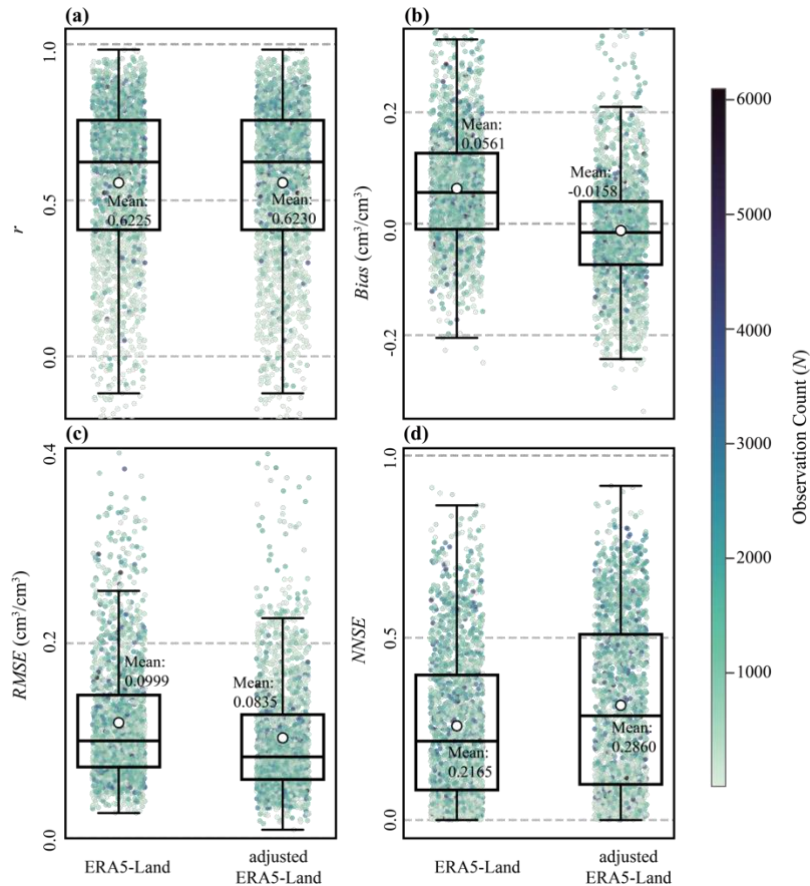 (a)
1.0
0.5
0.0
r
Mean:
0.6225
Mean:
0.6230
(b)
0.2
0.0
-0.2
Bias (cm³/cm³)
Mean:
0.0561
Mean:
-0.0158
(c)
0.4
0.2
0.0
RMSE (cm³/cm³)
Mean:
0.0999
Mean:
0.0835
ERA5-Land
adjusted
ERA5-Land
(d)
1.0
0.5
0.0
NNSE
Mean:
0.2165
Mean:
0.2860
ERA5-Land
adjusted
ERA5-Land
6000
5000
4000
3000
2000
1000
Observation Count (N)